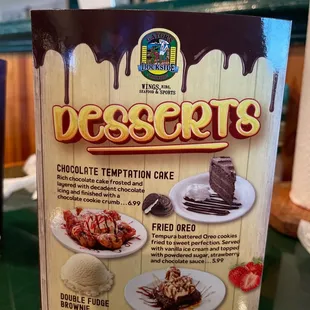 DOCKSIDE
WINGS, RIBS,
SEAFOOD & SPORTS
DESSERTS
CHOCOLATE TEMPTATION CAKE
Rich chocolate cake frosted and
layered with decadent chocolate
icing and finished with a
chocolate cookie crumb...6.99
FRIED OREO
Tempura battered Oreo cookies
fried to sweet perfection. Served
with vanilla ice cream and topped
with powdered sugar, strawberry
and chocolate sauce...5.99
DOUBLE FUDGE
BROWNIE